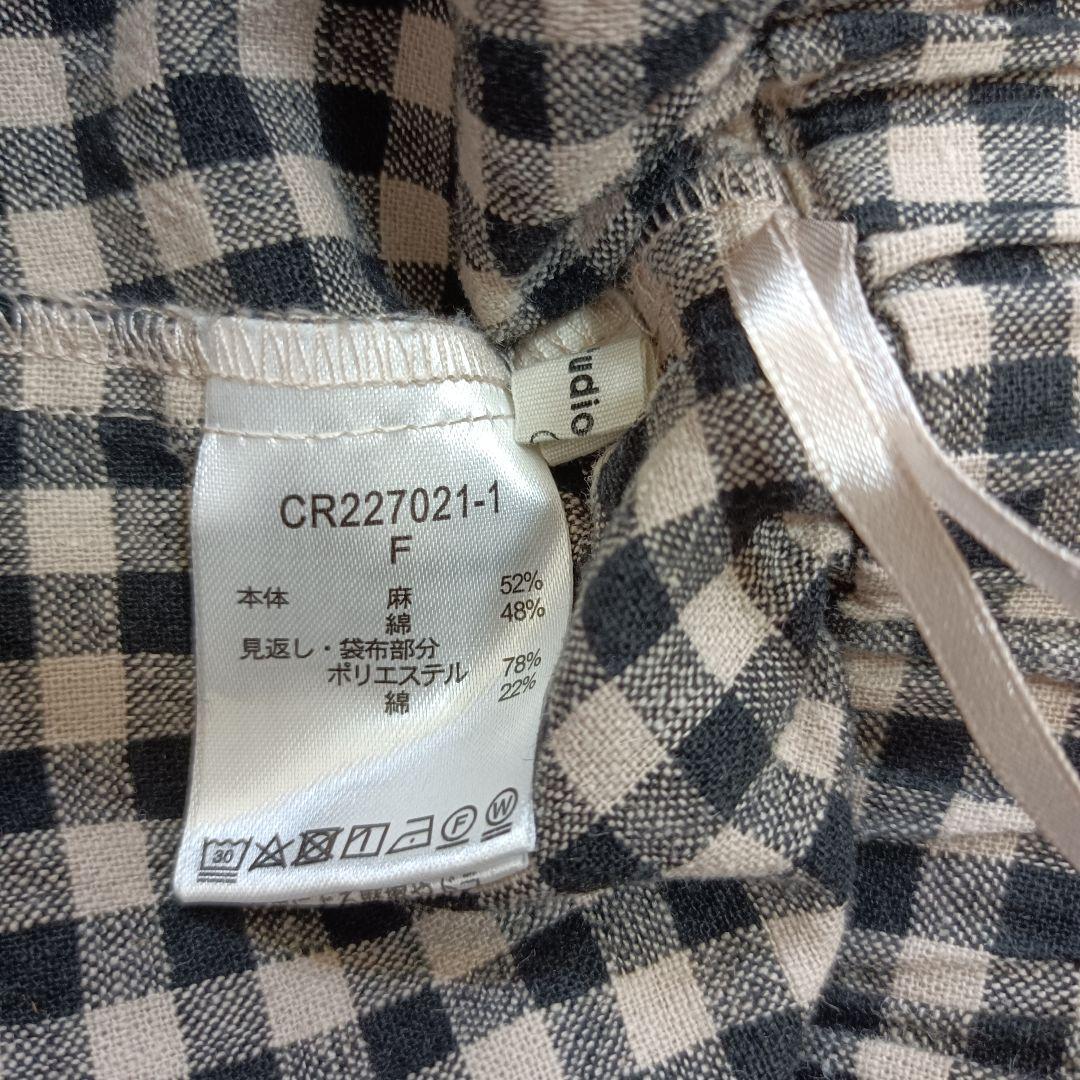 udio
CR227021-1
F
本体 麻 52%
綿 48%
見返し・袋布部分
ポリエステル 78%
綿 22%
30 F W